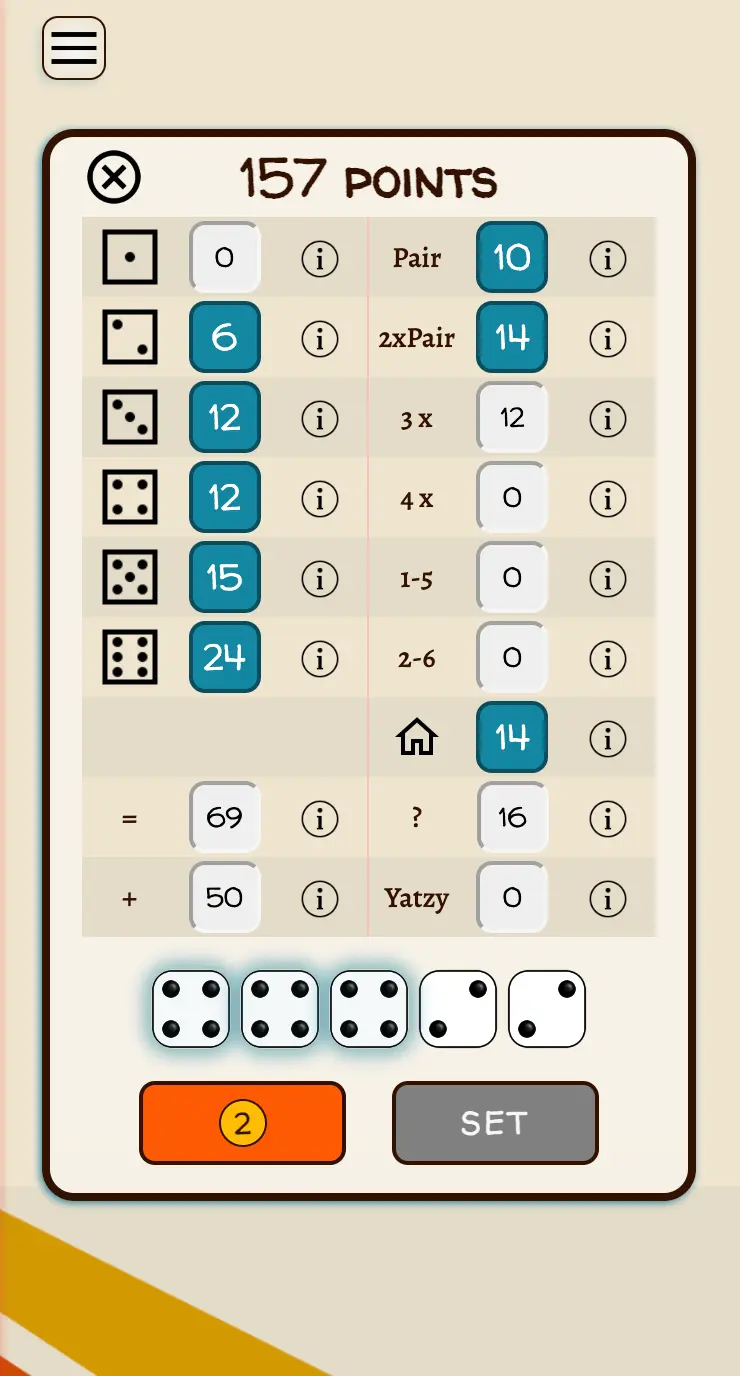 157 POINTS
0 i Pair 10 i
6 i 2xPair 14 i
12 i 3 x 12 i
12 i 4 x 0 i
15 i 1-5 0 i
24 i 2-6 0 i
14 i
= 69 i ? 16 i
+ 50 i Yatzy 0 i
2 SET